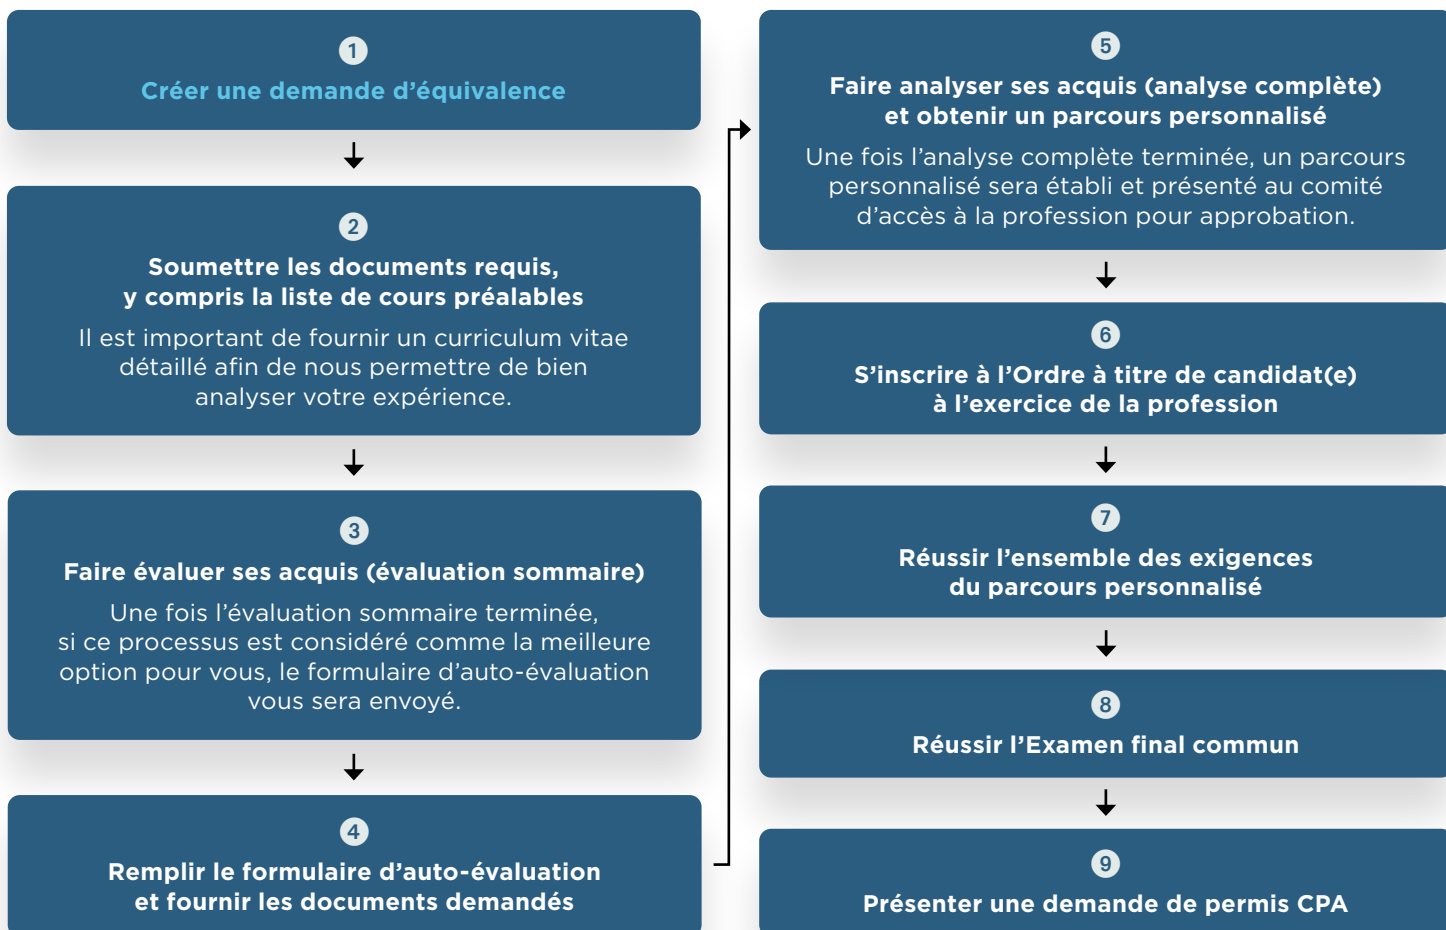 1
Créer une demande d’équivalence
2
Soumettre les documents requis,
y compris la liste de cours préalables
Il est important de fournir un curriculum vitae
détaillé afin de nous permettre de bien
analyser votre expérience.
3
Faire évaluer ses acquis (évaluation sommaire)
Une fois l’évaluation sommaire terminée,
si ce processus est considéré comme la meilleure
option pour vous, le formulaire d’auto-évaluation
vous sera envoyé.
4
Remplir le formulaire d’auto-évaluation
et fournir les documents demandés
5
Faire analyser ses acquis (analyse complète)
et obtenir un parcours personnalisé
Une fois l’analyse complète terminée, un parcours
personnalisé sera établi et présenté au comité
d’accès à la profession pour approbation.
6
S’inscrire à l’Ordre à titre de candidat(e)
à l’exercice de la profession
7
Réussir l’ensemble des exigences
du parcours personnalisé
8
Réussir l’Examen final commun
9
Présenter une demande de permis CPA